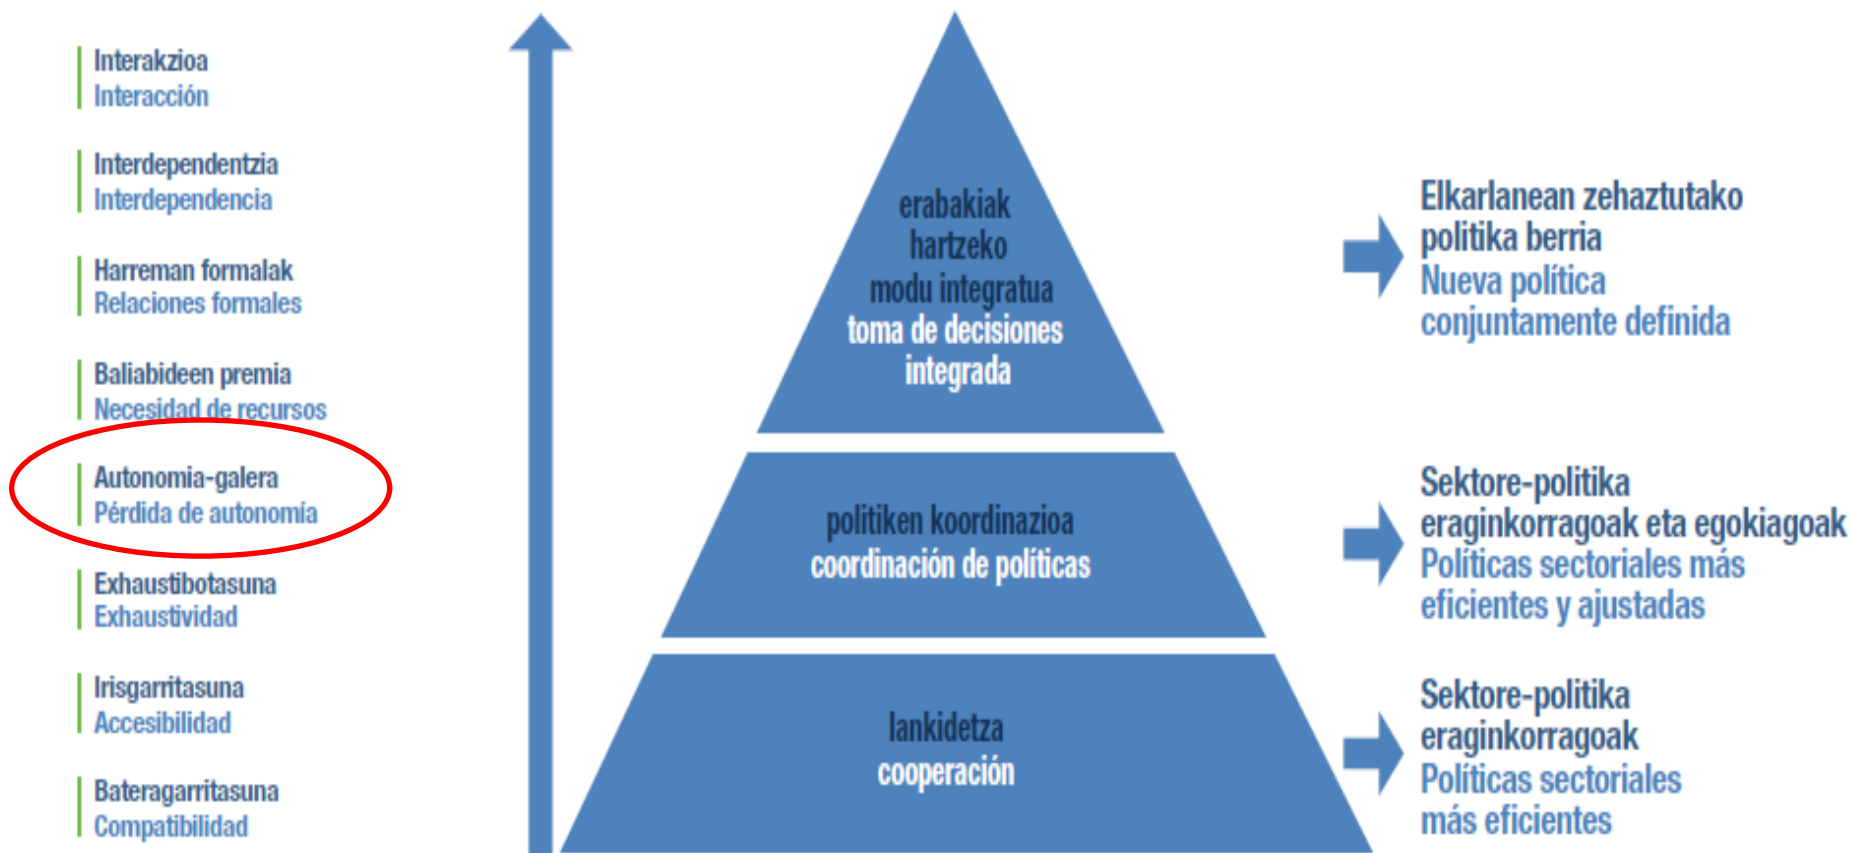 Interakzioa
Interacción
Interdependentzia
Interdependencia
Harreman formalak
Relaciones formales
Baliabideen premia
Necesidad de recursos
Autonomia-galera
Pérdida de autonomía
Exhaustibotasuna
Exhaustividad
Irisgarritasuna
Accesibilidad
Bateragarritasuna
Compatibilidad
erabakiak
hartzeko
modu integratua
toma de decisiones
integrada
politiken koordinazioa
coordinación de políticas
lankidetza
cooperación
Elkarlanean zehaztutako
politika berria
Nueva política
conjuntamente definida
Sektore-politika
eraginkorragoak eta egokiagoak
Políticas sectoriales más
eficientes y ajustadas
Sektore-politika
eraginkorragoak
Políticas sectoriales
más eficientes